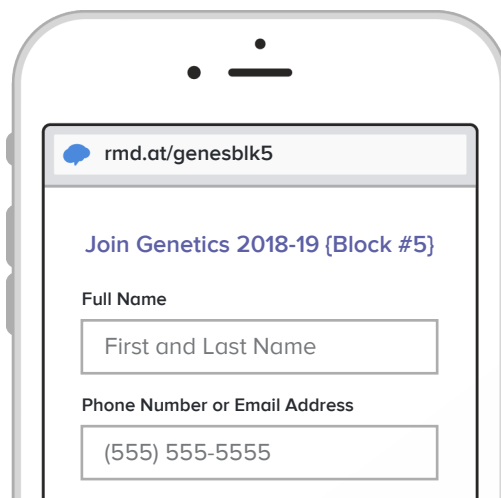 rmd.at/genesblk5
Join Genetics 2018-19 {Block #5}
Full Name
First and Last Name
Phone Number or Email Address
(555) 555-5555